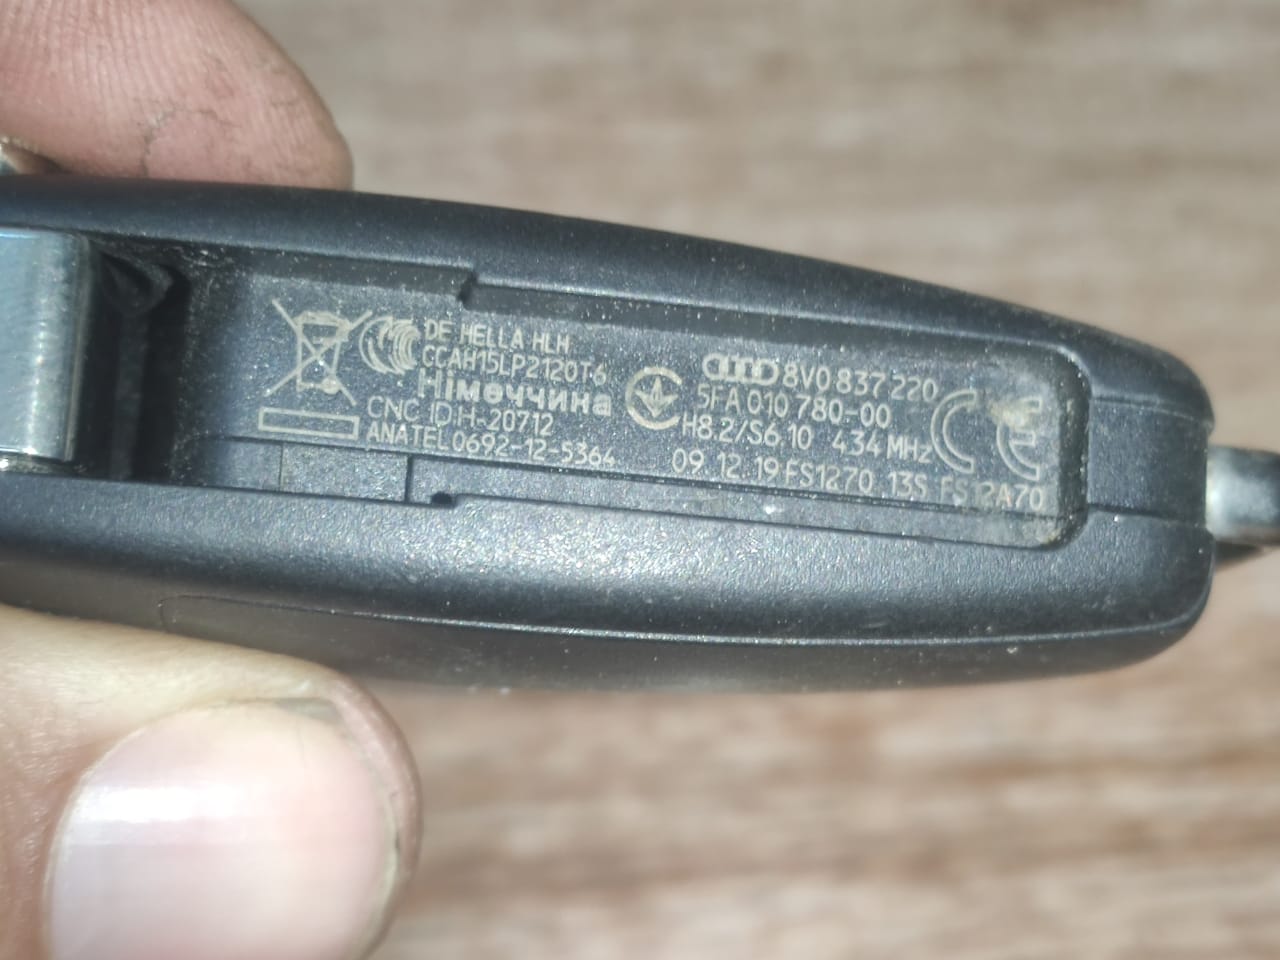 DE HELLA HLH
CCAH15LP2120T6
Німеччина
CNC ID H-20712
ANATEL 0692-12-5364
8V0 837 220
5FA 010 780-00
H8.2/S6.10 434 MHz
09.12.19 FS1270 13S FS12A70
CE